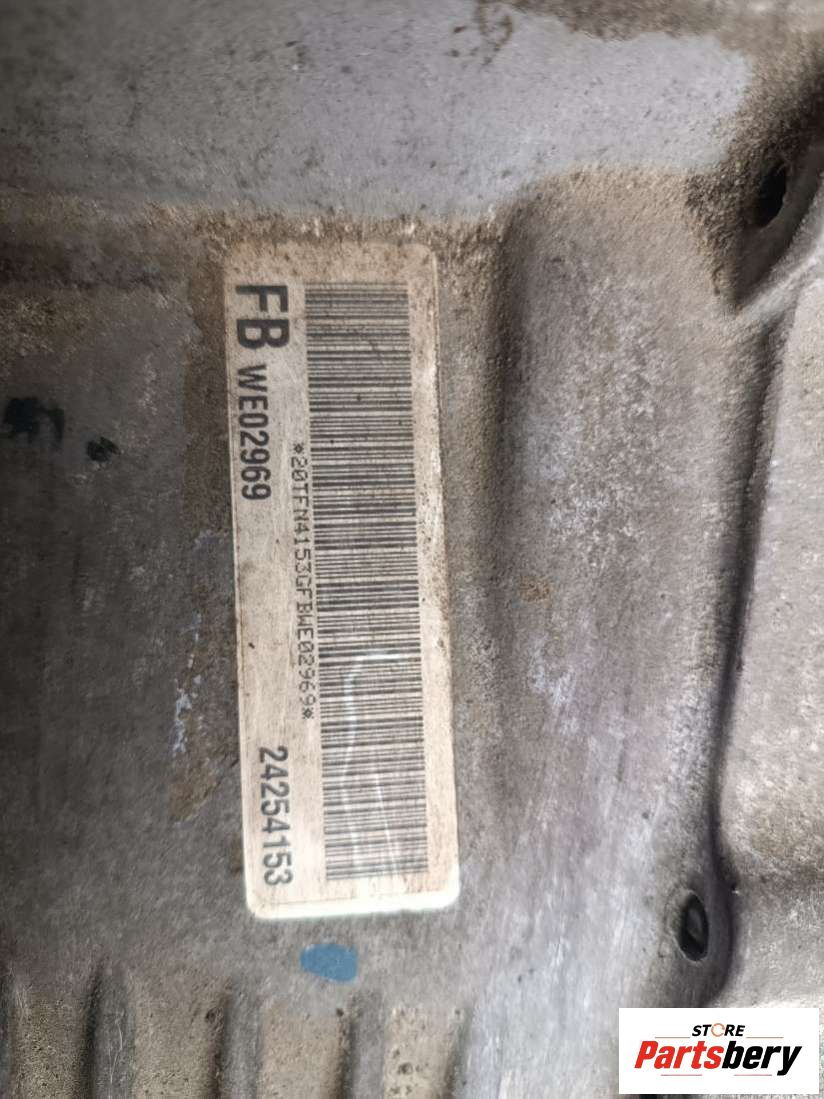 FB WE02969 24254153
*20TFN4153GFBWE02969*
STORE
Partsbery